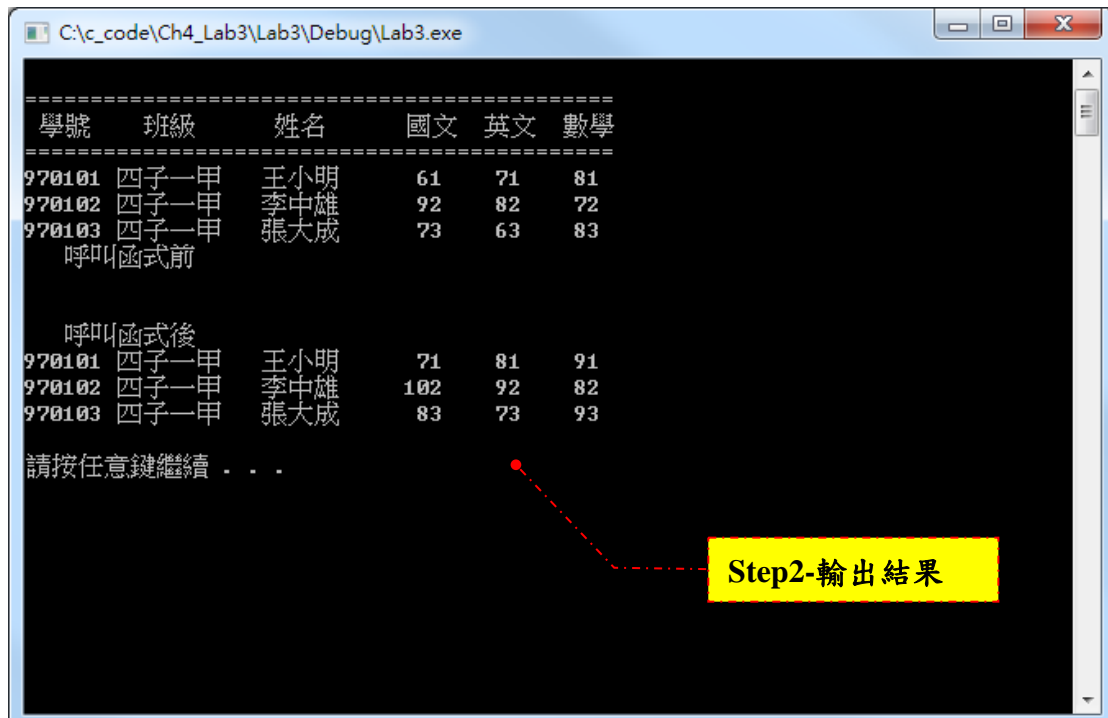 C:\c_code\Ch4_Lab3\Lab3\Debug\Lab3.exe
=============================================
學號 班級 姓名 國文 英文 數學
=============================================
970101 四子一甲 王小明 61 71 81
970102 四子一甲 李中雄 92 82 72
970103 四子一甲 張大成 73 63 83
呼叫函式前
呼叫函式後
970101 四子一甲 王小明 71 81 91
970102 四子一甲 李中雄 102 92 82
970103 四子一甲 張大成 83 73 93
請按任意鍵繼續 . . .
Step2-輸出結果